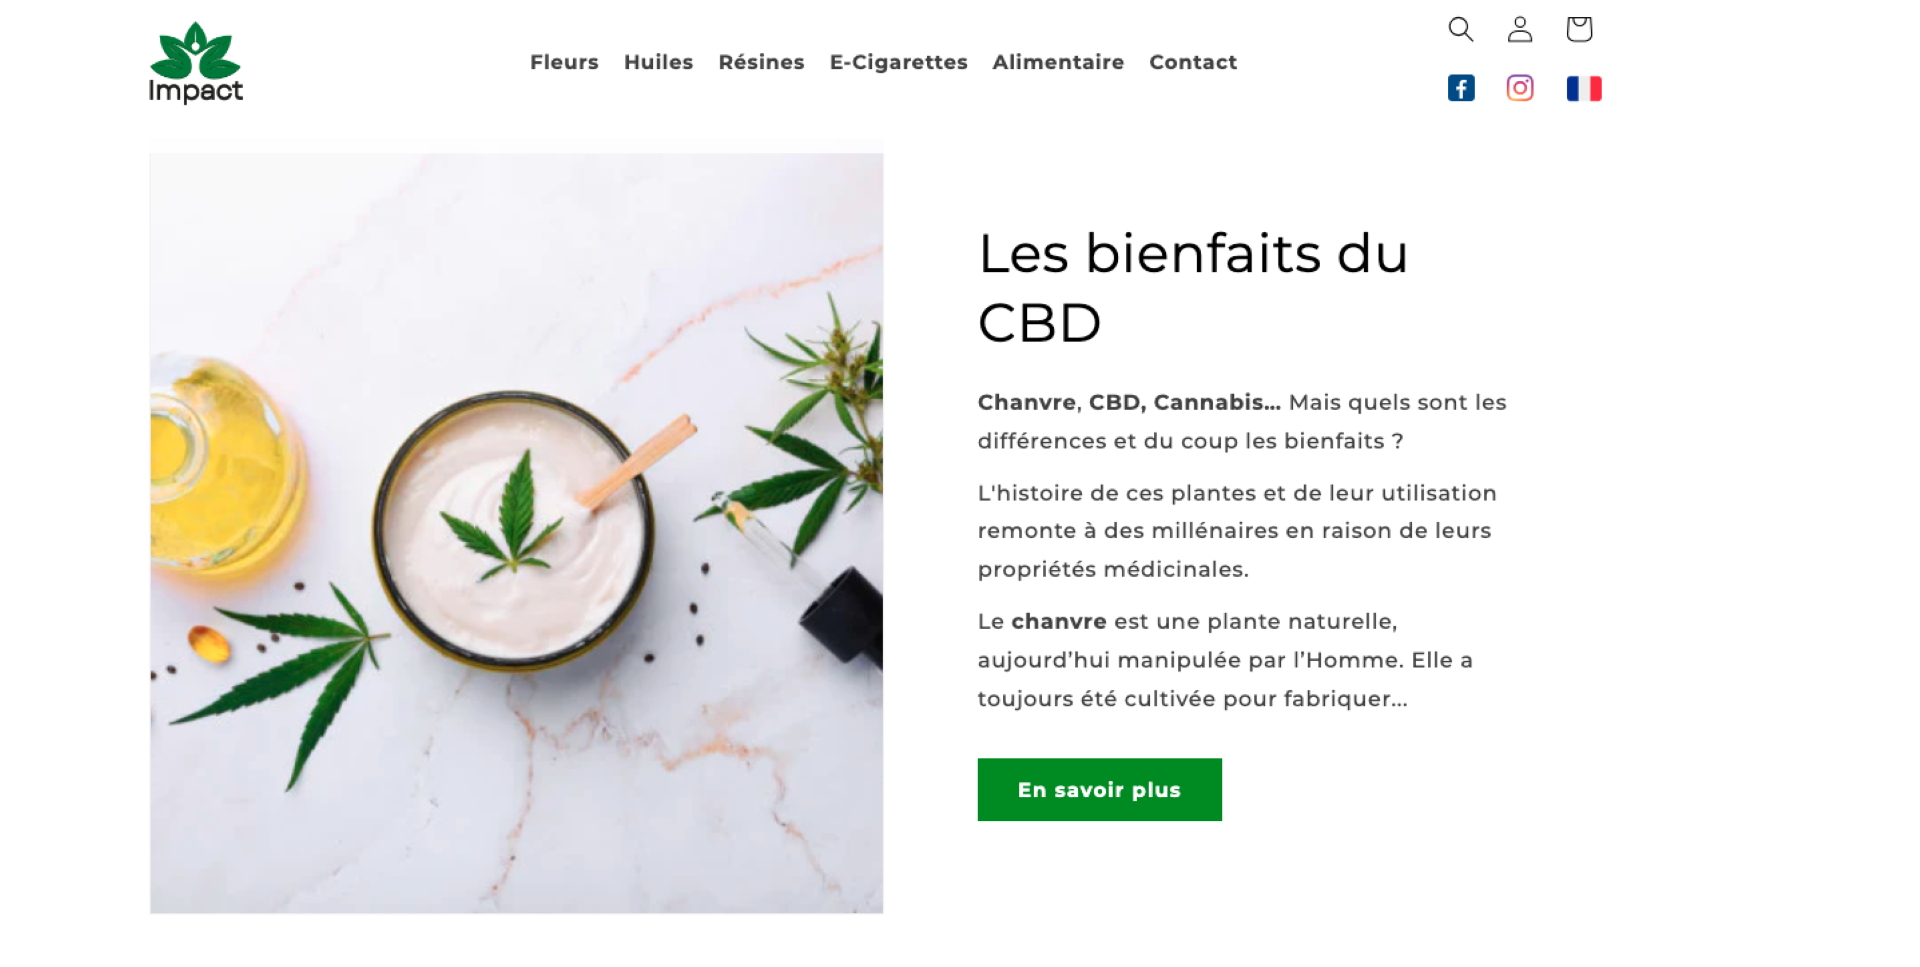 Impact
Fleurs Huiles Résines E-Cigarettes Alimentaire Contact
Les bienfaits du
CBD
Chanvre, CBD, Cannabis... Mais quels sont les
différences et du coup les bienfaits ?
L'histoire de ces plantes et de leur utilisation
remonte à des millénaires en raison de leurs
propriétés médicinales.
Le chanvre est une plante naturelle,
aujourd’hui manipulée par l’Homme. Elle a
toujours été cultivée pour fabriquer...
En savoir plus